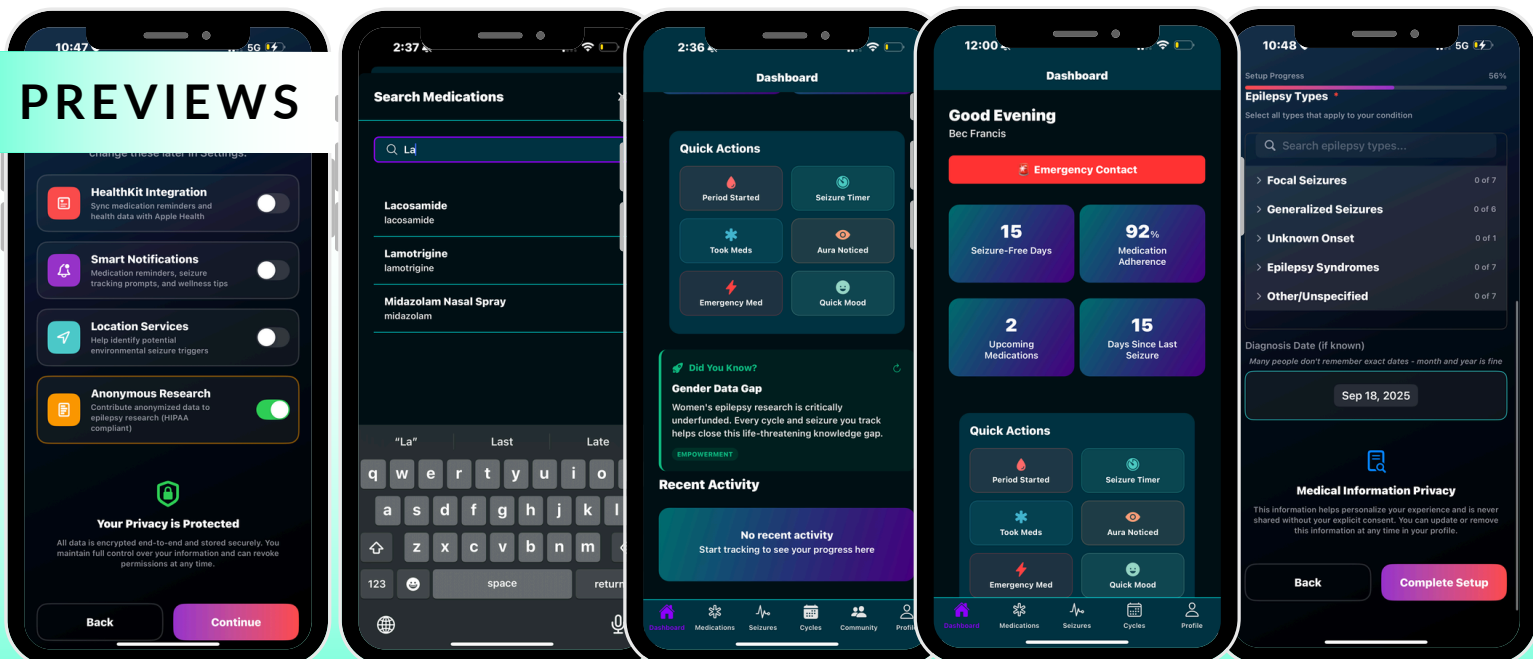 PREVIEWS
10:47
5G
change these later in Settings.
HealthKit Integration
Sync medication reminders and
health data with Apple Health
Smart Notifications
Medication reminders, seizure
tracking prompts, and wellness tips
Location Services
Help identify potential
environmental seizure triggers
Anonymous Research
Contribute anonymized data to
epilepsy research (HIPAA
compliant)
Your Privacy is Protected
All data is encrypted end-to-end and stored securely. You
maintain full control over your information and can revoke
permissions at any time.
Back
Continue
2:37
Search Medications
La
Lacosamide
lacosamide
Lamotrigine
lamotrigine
Midazolam Nasal Spray
midazolam
“La”
Last
Late
q w e r t y u i o
a s d f g h j k l
z x c v b n m
123
space
return
2:36
Dashboard
Quick Actions
Period Started
Seizure Timer
Took Meds
Aura Noticed
Emergency Med
Quick Mood
Did You Know?
Gender Data Gap
Women's epilepsy research is critically
underfunded. Every cycle and seizure you track
helps close this life-threatening knowledge gap.
EMPOWERMENT
Recent Activity
No recent activity
Start tracking to see your progress here
Dashboard
Medications
Seizures
Cycles
Community
Profil
12:00
Dashboard
Good Evening
Bec Francis
Emergency Contact
15
Seizure-Free Days
92%
Medication
Adherence
2
Upcoming
Medications
15
Days Since Last
Seizure
Quick Actions
Period Started
Seizure Timer
Took Meds
Aura Noticed
Emergency Med
Quick Mood
Dashboard
Medications
Seizures
Cycles
Profile
10:48
5G
Setup Progress
56%
Epilepsy Types *
Select all types that apply to your condition
Search epilepsy types...
Focal Seizures
0 of 7
Generalized Seizures
0 of 6
Unknown Onset
0 of 1
Epilepsy Syndromes
0 of 7
Other/Unspecified
0 of 7
Diagnosis Date (if known)
Many people don't remember exact dates - month and year is fine
Sep 18, 2025
Medical Information Privacy
This information helps personalize your experience and is never
shared without your explicit consent. You can update or remove
this information at any time in your profile.
Back
Complete Setup